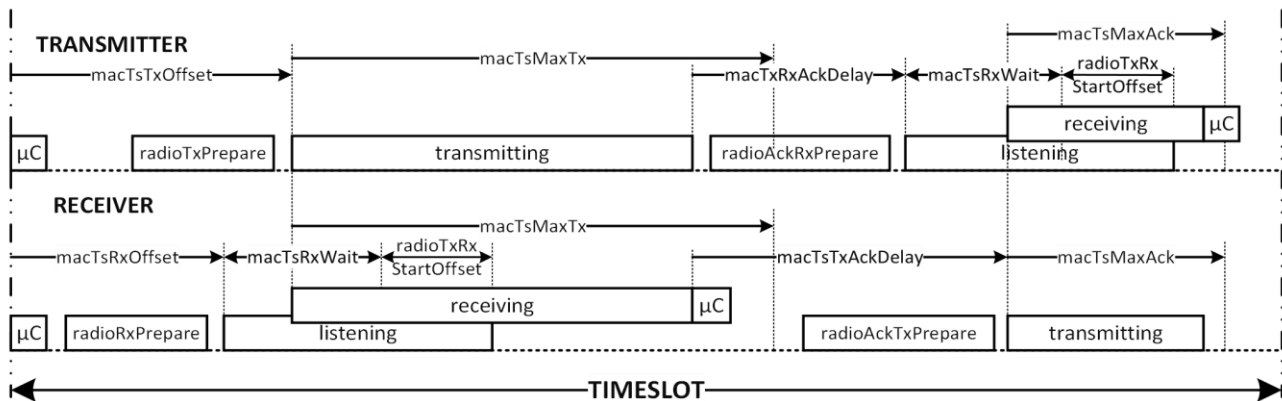 TRANSMITTER
macTsMaxAck
macTsMaxTx
radioTxRx
macTsTxOffset
macTxRxAckDelay
macTsRxWait
StartOffset
receiving
μC
μC
radioTxPrepare
transmitting
radioAckRxPrepare
listening
RECEIVER
macTsMaxTx
macTsRxOffset
macTsRxWait
radioTxRx
StartOffset
macTsTxAckDelay
macTsMaxAck
receiving
μC
μC
radioRxPrepare
listening
radioAckTxPrepare
transmitting
TIMESLOT